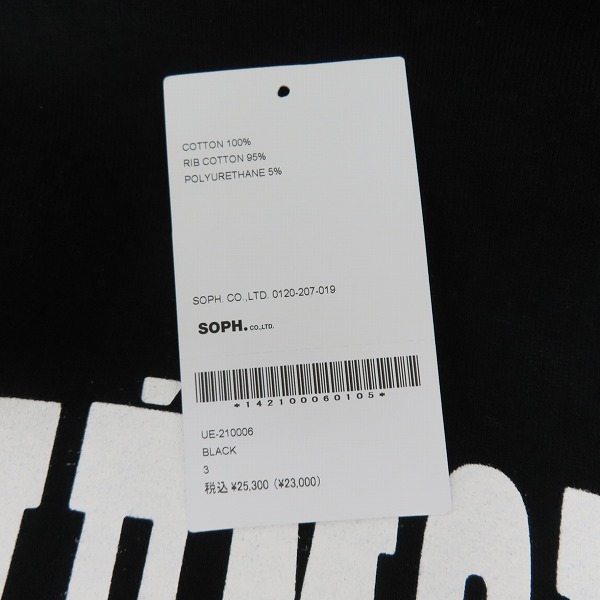 COTTON 100%
RIB COTTON 95%
POLYURETHANE 5%
SOPH. CO.,LTD. 0120-207-019
SOPH. CO.,LTD.
*142100060105*
UE-210006
BLACK
3
税込 ¥25,300 (¥23,000)